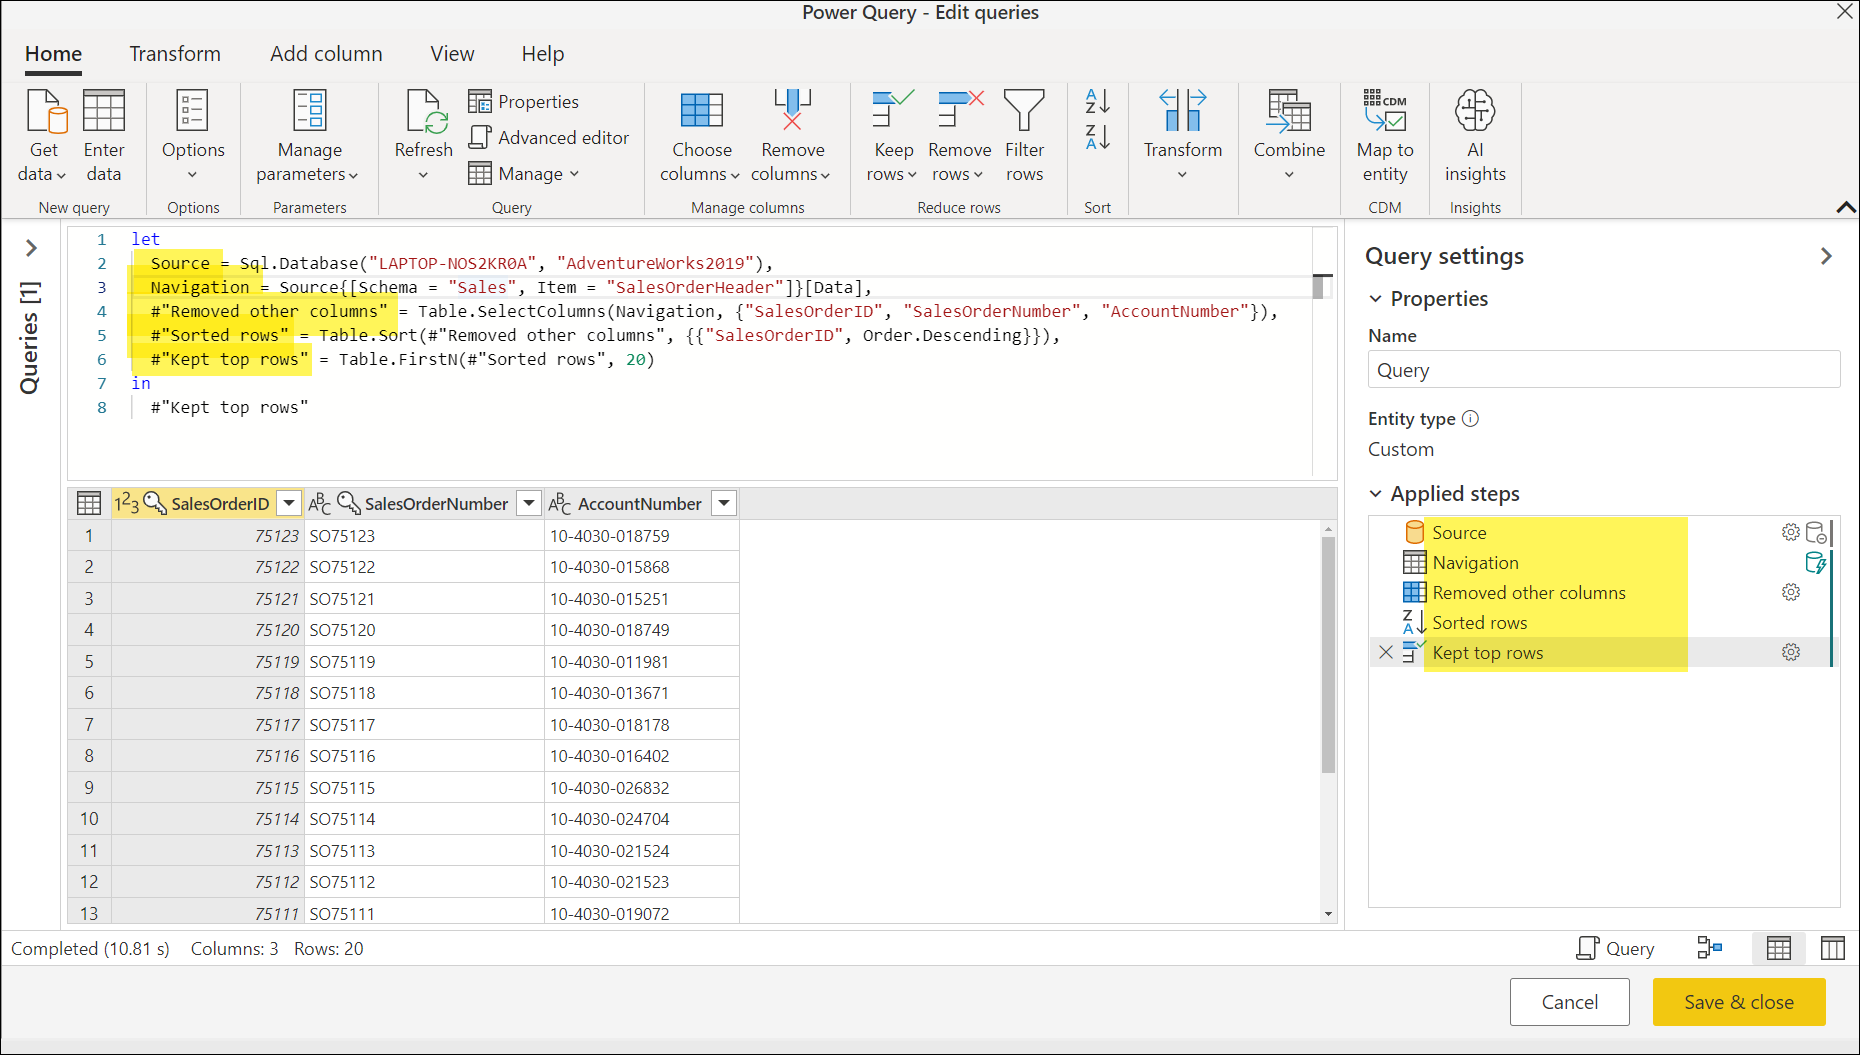 Power Query - Edit queries
Home Transform Add column View Help
Get data
Enter data
New query
Options
Options
Manage parameters
Parameters
Refresh
Properties
Advanced editor
Manage
Query
Choose columns
Remove columns
Manage columns
Keep rows
Remove rows
Filter rows
Reduce rows
A
Z
Z
A
Sort
Transform
Combine
CDM
Map to entity
CDM
AI insights
Insights
Queries [1]
1 let
2 Source = Sql.Database("LAPTOP-NOS2KR0A", "AdventureWorks2019"),
3 Navigation = Source{[Schema = "Sales", Item = "SalesOrderHeader"]}[Data],
4 #"Removed other columns" = Table.SelectColumns(Navigation, {"SalesOrderID", "SalesOrderNumber", "AccountNumber"}),
5 #"Sorted rows" = Table.Sort(#"Removed other columns", {{"SalesOrderID", Order.Descending}}),
6 #"Kept top rows" = Table.FirstN(#"Sorted rows", 20)
7 in
8 #"Kept top rows"
123 SalesOrderID ABC SalesOrderNumber ABC AccountNumber
1 75123 SO75123 10-4030-018759
2 75122 SO75122 10-4030-015868
3 75121 SO75121 10-4030-015251
4 75120 SO75120 10-4030-018749
5 75119 SO75119 10-4030-011981
6 75118 SO75118 10-4030-013671
7 75117 SO75117 10-4030-018178
8 75116 SO75116 10-4030-016402
9 75115 SO75115 10-4030-026832
10 75114 SO75114 10-4030-024704
11 75113 SO75113 10-4030-021524
12 75112 SO75112 10-4030-021523
13 75111 SO75111 10-4030-019072
Query settings
Properties
Name
Query
Entity type
Custom
Applied steps
Source
Navigation
Removed other columns
Sorted rows
Kept top rows
Completed (10.81 s) Columns: 3 Rows: 20
Query
Cancel
Save & close